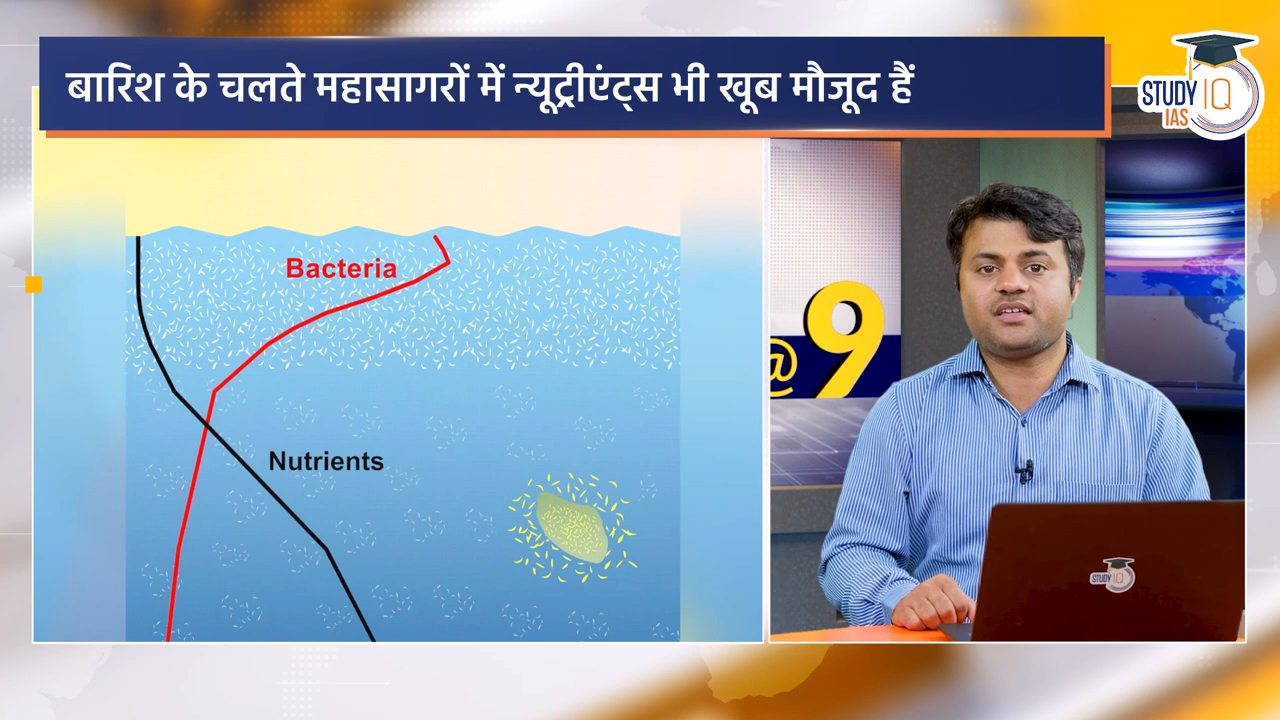 बारिश के चलते महासागरों में न्यूट्रीएंट्स भी खूब मौजूद हैं
STUDY IQ
IAS
Bacteria
Nutrients
@9
STUDY IQ